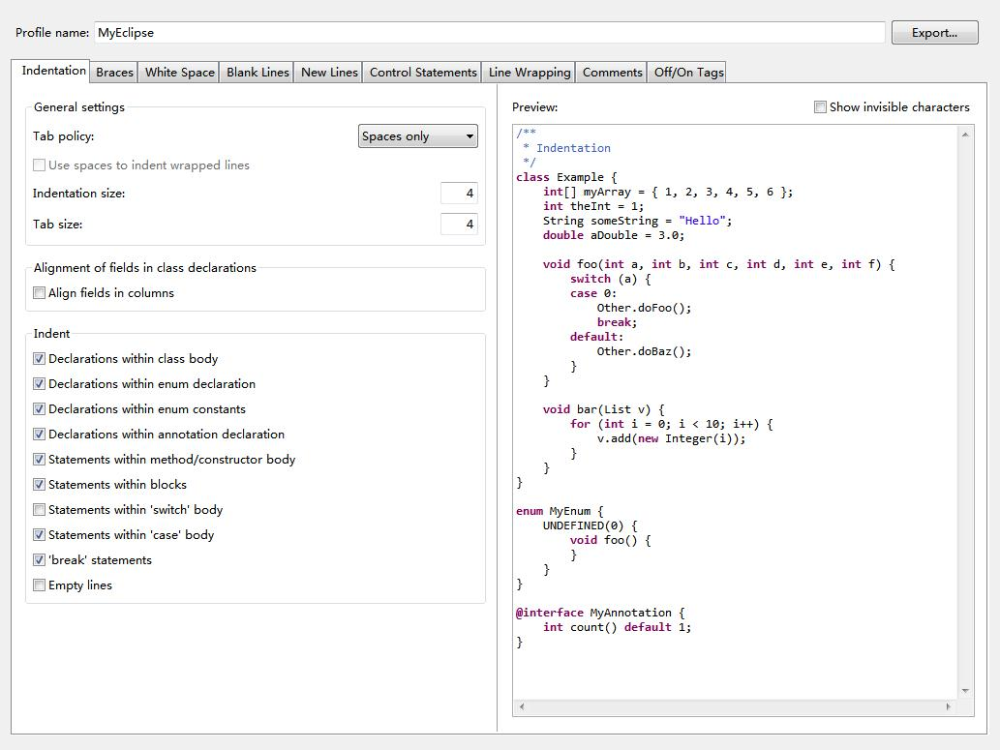 Profile name: MyEclipse Export...
Indentation Braces White Space Blank Lines New Lines Control Statements Line Wrapping Comments Off/On Tags
General settings
Tab policy: Spaces only
Use spaces to indent wrapped lines
Indentation size: 4
Tab size: 4
Alignment of fields in class declarations
Align fields in columns
Indent
Declarations within class body
Declarations within enum declaration
Declarations within enum constants
Declarations within annotation declaration
Statements within method/constructor body
Statements within blocks
Statements within 'switch' body
Statements within 'case' body
'break' statements
Empty lines
Preview: Show invisible characters
/**
 * Indentation
 */
class Example {
    int[] myArray = { 1, 2, 3, 4, 5, 6 };
    int theInt = 1;
    String someString = "Hello";
    double aDouble = 3.0;

    void foo(int a, int b, int c, int d, int e, int f) {
        switch (a) {
        case 0:
            Other.doFoo();
            break;
        default:
            Other.doBaz();
        }
    }

    void bar(List v) {
        for (int i = 0; i < 10; i++) {
            v.add(new Integer(i));
        }
    }
}

enum MyEnum {
    UNDEFINED(0) {
        void foo() {
        }
    }
}

@interface MyAnnotation {
    int count() default 1;
}